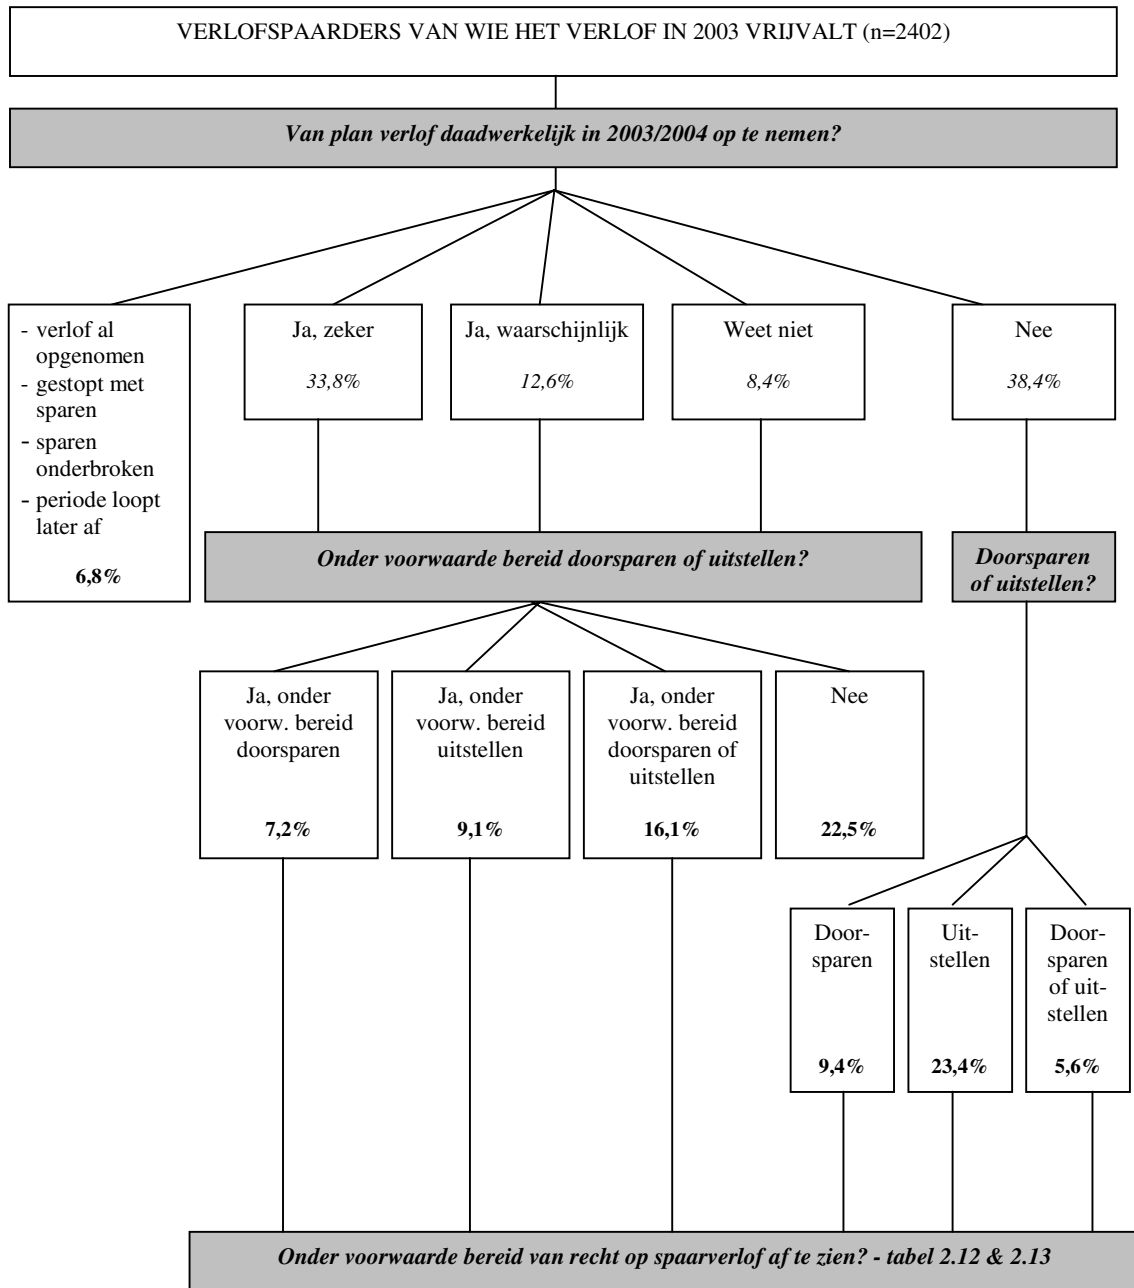 VERLOFSPAARDERS VAN WIE HET VERLOF IN 2003 VRIJVALT (n=2402)
Van plan verlof daadwerkelijk in 2003/2004 op te nemen?
- verlof al
opgenomen
- gestopt met
sparen
- sparen
onderbroken
- periode loopt
later af
6,8%
Ja, zeker
33,8%
Ja, waarschijnlijk
12,6%
Weet niet
8,4%
Nee
38,4%
Onder voorwaarde bereid doorsparen of uitstellen?
Doorsparen
of uitstellen?
Ja, onder
voorw. bereid
doorsparen
7,2%
Ja, onder
voorw. bereid
uitstellen
9,1%
Ja, onder
voorw. bereid
doorsparen of
uitstellen
16,1%
Nee
22,5%
Door-
sparen
9,4%
Uit-
stellen
23,4%
Door-
sparen
of uit-
stellen
5,6%
Onder voorwaarde bereid van recht op spaarverlof af te zien? - tabel 2.12 & 2.13